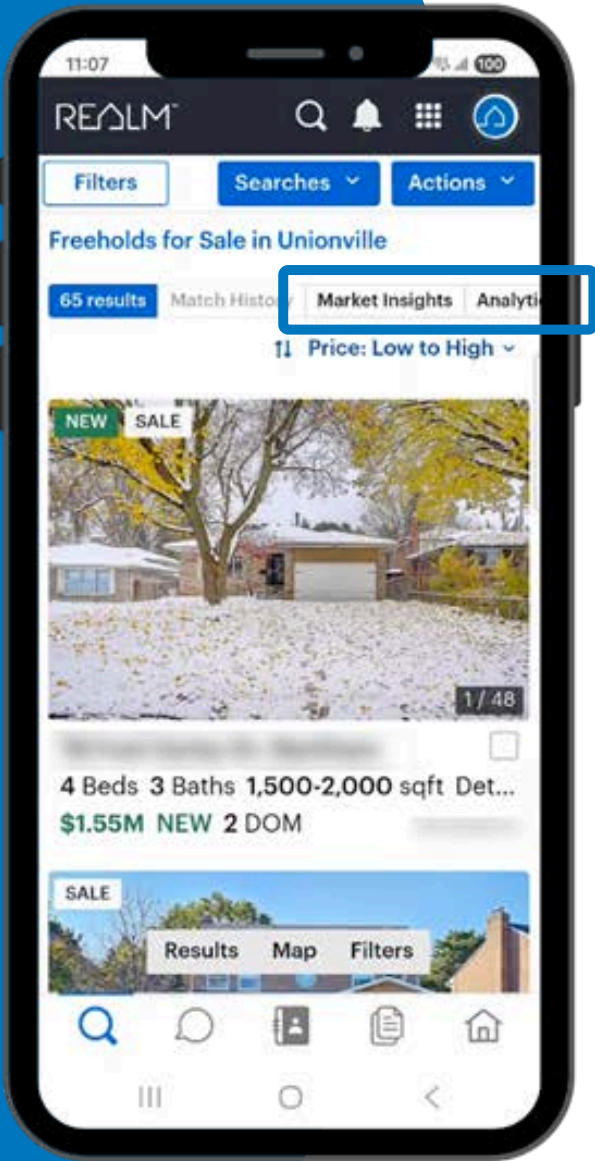 11:07 100
REALM
Filters Searches Actions
Freeholds for Sale in Unionville
65 results Match History Market Insights Analyti
Price: Low to High
NEW SALE
1 / 48
4 Beds 3 Baths 1,500-2,000 sqft Det...
$1.55M NEW 2 DOM
SALE
Results Map Filters